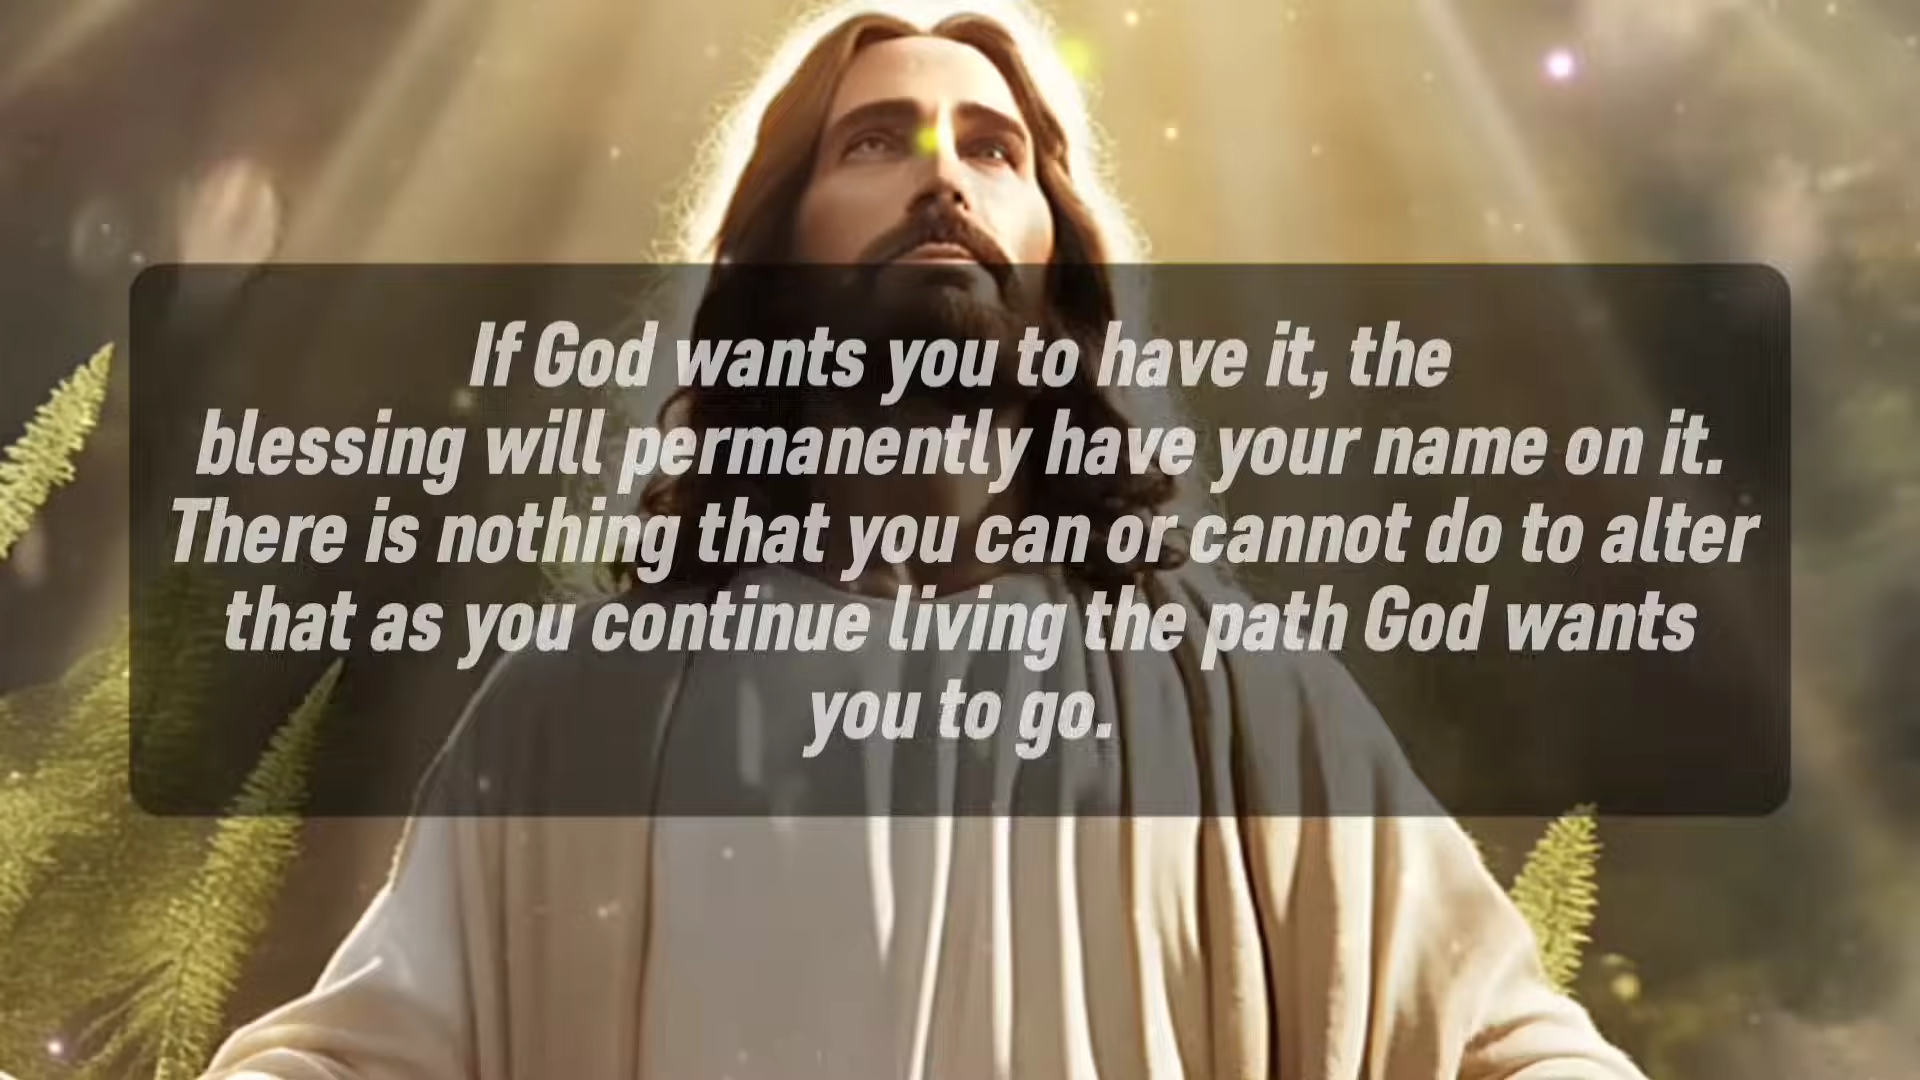 If God wants you to have it, the
blessing will permanently have your name on it.
There is nothing that you can or cannot do to alter
that as you continue living the path God wants
you to go.